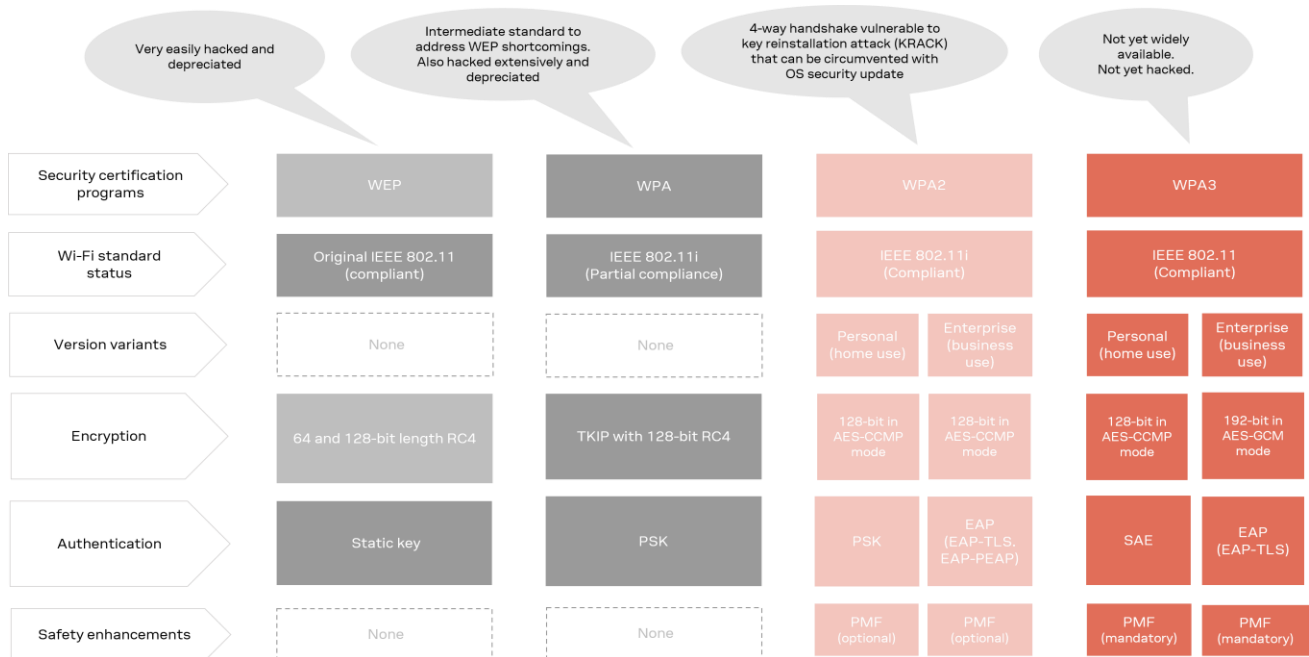 Very easily hacked and
depreciated
Intermediate standard to
address WEP shortcomings.
Also hacked extensively and
depreciated
4-way handshake vulnerable to
key reinstallation attack (KRACK)
that can be circumvented with
OS security update
Not yet widely
available.
Not yet hacked.
Security certification
programs
WEP
WPA
WPA2
WPA3
Wi-Fi standard
status
Original IEEE 802.11
(compliant)
IEEE 802.11i
(Partial compliance)
IEEE 802.11i
(Compliant)
IEEE 802.11
(Compliant)
Version variants
None
None
Personal
(home use)
Enterprise
(business
use)
Personal
(home use)
Enterprise
(business
use)
Encryption
64 and 128-bit length RC4
TKIP with 128-bit RC4
128-bit in
AES-CCMP
mode
128-bit in
AES-CCMP
mode
128-bit in
AES-CCMP
mode
192-bit in
AES-GCM
mode
Authentication
Static key
PSK
PSK
EAP
(EAP-TLS.
EAP-PEAP)
SAE
EAP
(EAP-TLS)
Safety enhancements
None
None
PMF
(optional)
PMF
(optional)
PMF
(mandatory)
PMF
(mandatory)